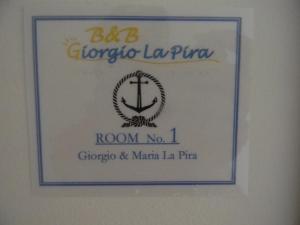 B&B
Giorgio La Pira
ROOM No. 1
Giorgio & Maria La Pira